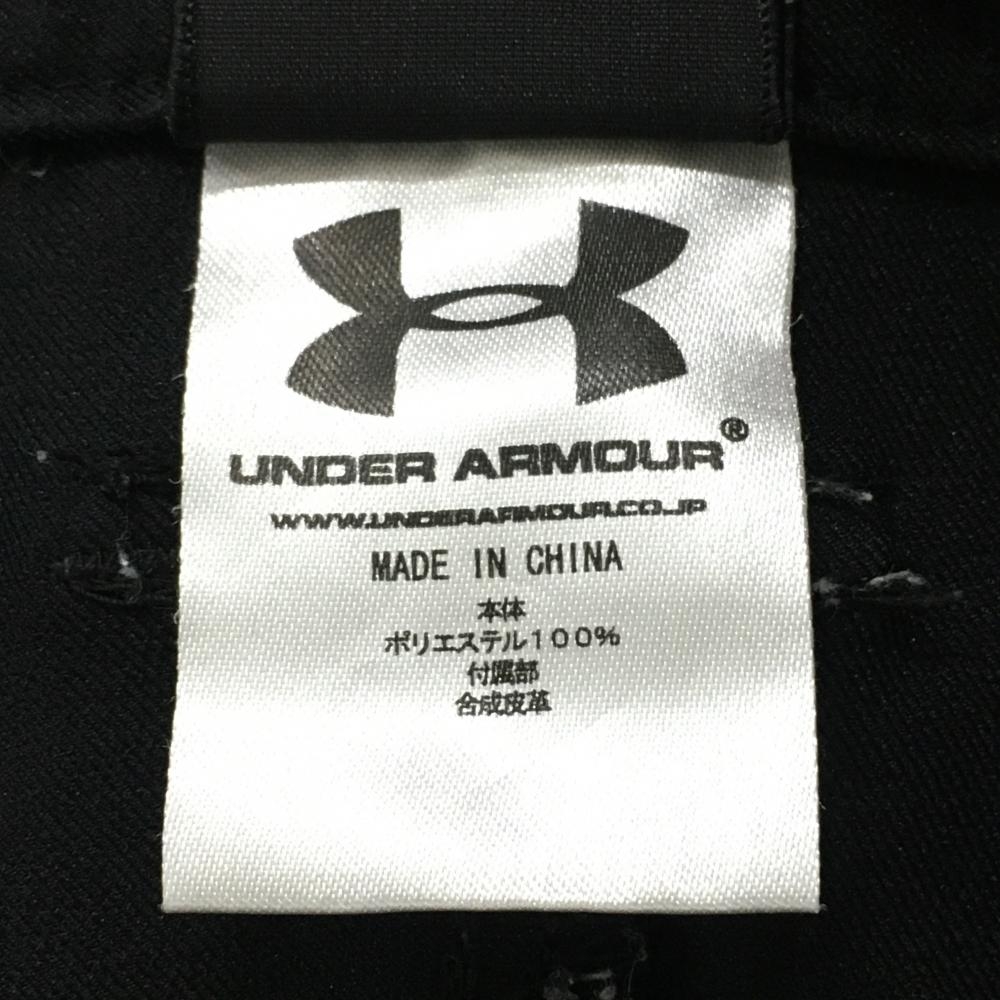 UNDER ARMOUR®
WWW.UNDERARMOUR.CO.JP
MADE IN CHINA
本体
ポリエステル100%
付属部
合成皮革